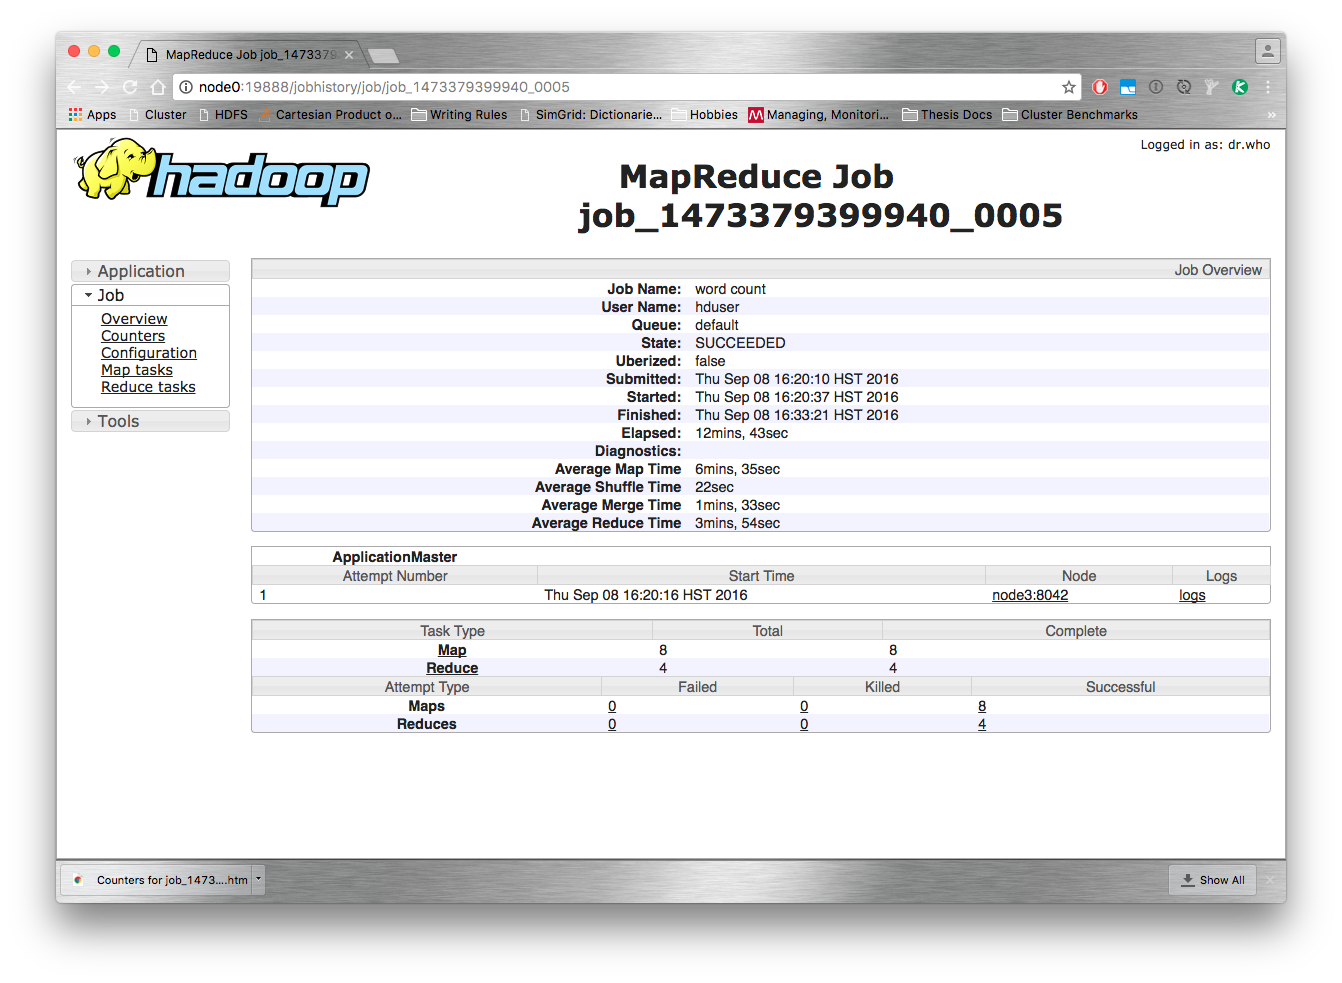 MapReduce Job job_1473379
node0:19888/jobhistory/job/job_1473379399940_0005
Apps Cluster HDFS Cartesian Product o... Writing Rules SimGrid: Dictionarie... Hobbies Managing, Monitori... Thesis Docs Cluster Benchmarks »
Logged in as: dr.who
hadoop
MapReduce Job
job_1473379399940_0005
Application
Job
Overview
Counters
Configuration
Map tasks
Reduce tasks
Tools
Job Overview
Job Name: word count
User Name: hduser
Queue: default
State: SUCCEEDED
Uberized: false
Submitted: Thu Sep 08 16:20:10 HST 2016
Started: Thu Sep 08 16:20:37 HST 2016
Finished: Thu Sep 08 16:33:21 HST 2016
Elapsed: 12mins, 43sec
Diagnostics:
Average Map Time 6mins, 35sec
Average Shuffle Time 22sec
Average Merge Time 1mins, 33sec
Average Reduce Time 3mins, 54sec
ApplicationMaster
Attempt Number Start Time Node Logs
1 Thu Sep 08 16:20:16 HST 2016 node3:8042 logs
Task Type Total Complete
Map 8 8
Reduce 4 4
Attempt Type Failed Killed Successful
Maps 0 0 8
Reduces 0 0 4
Counters for job_1473....htm Show All